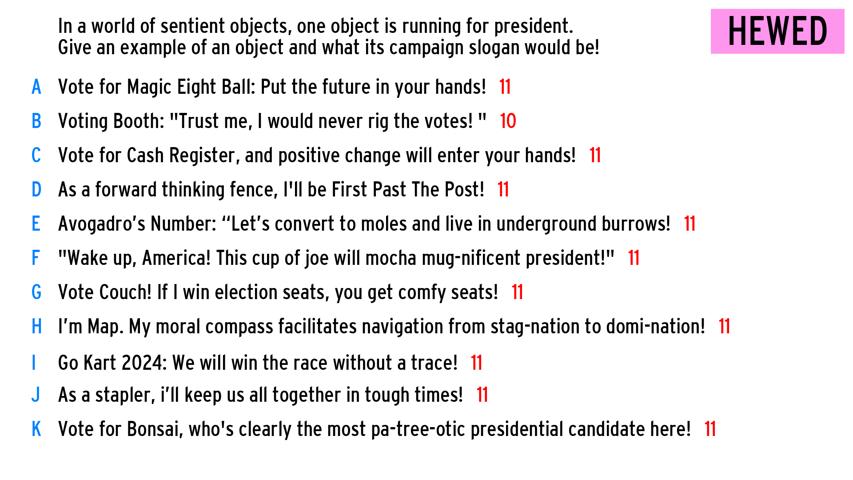 In a world of sentient objects, one object is running for president.
Give an example of an object and what its campaign slogan would be!
HEWED
A Vote for Magic Eight Ball: Put the future in your hands! 11
B Voting Booth: "Trust me, I would never rig the votes! " 10
C Vote for Cash Register, and positive change will enter your hands! 11
D As a forward thinking fence, I'll be First Past The Post! 11
E Avogadro’s Number: “Let’s convert to moles and live in underground burrows! 11
F "Wake up, America! This cup of joe will mocha mug-nificent president!" 11
G Vote Couch! If I win election seats, you get comfy seats! 11
H I’m Map. My moral compass facilitates navigation from stag-nation to domi-nation! 11
I Go Kart 2024: We will win the race without a trace! 11
J As a stapler, i’ll keep us all together in tough times! 11
K Vote for Bonsai, who's clearly the most pa-tree-otic presidential candidate here! 11